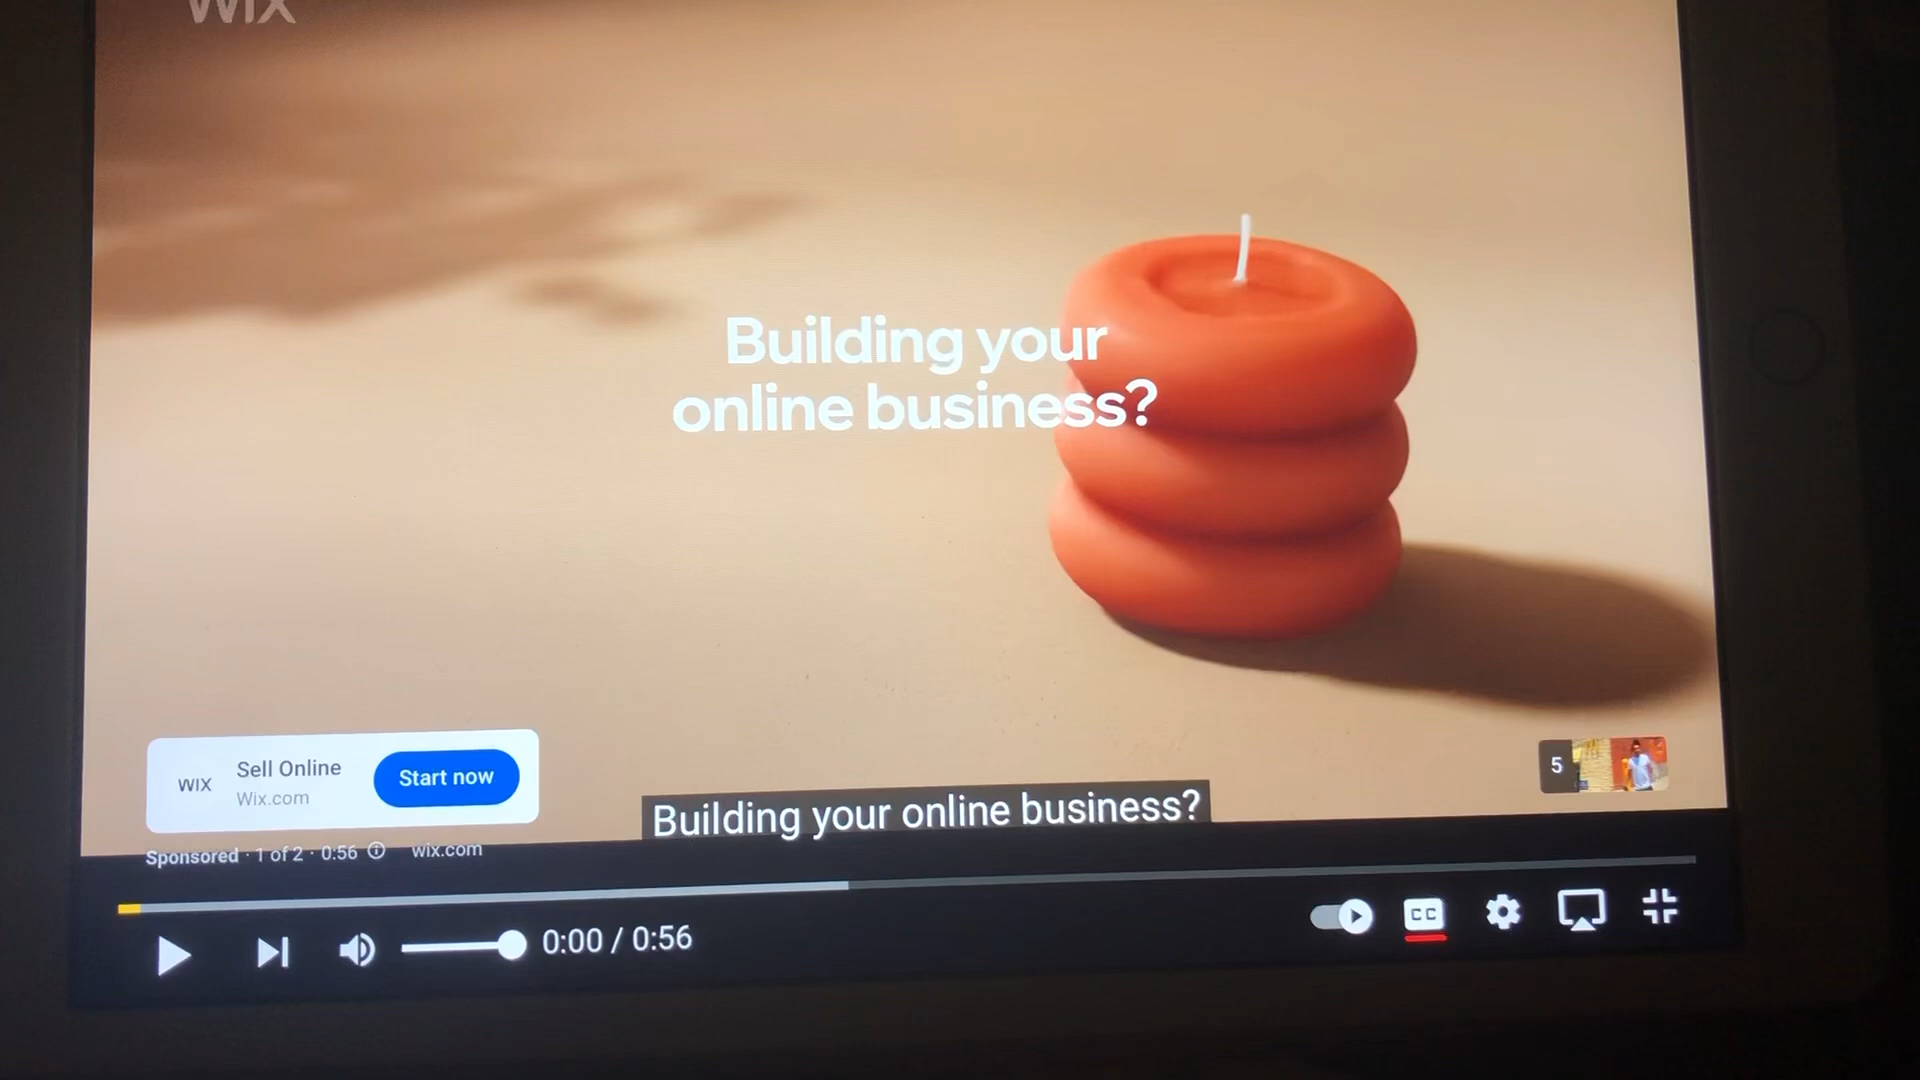 WIX
Building your
online business?
WIX
Sell Online
Wix.com
Start now
5
Building your online business?
Sponsored · 1 of 2 · 0:56 wix.com
0:00 / 0:56
CC